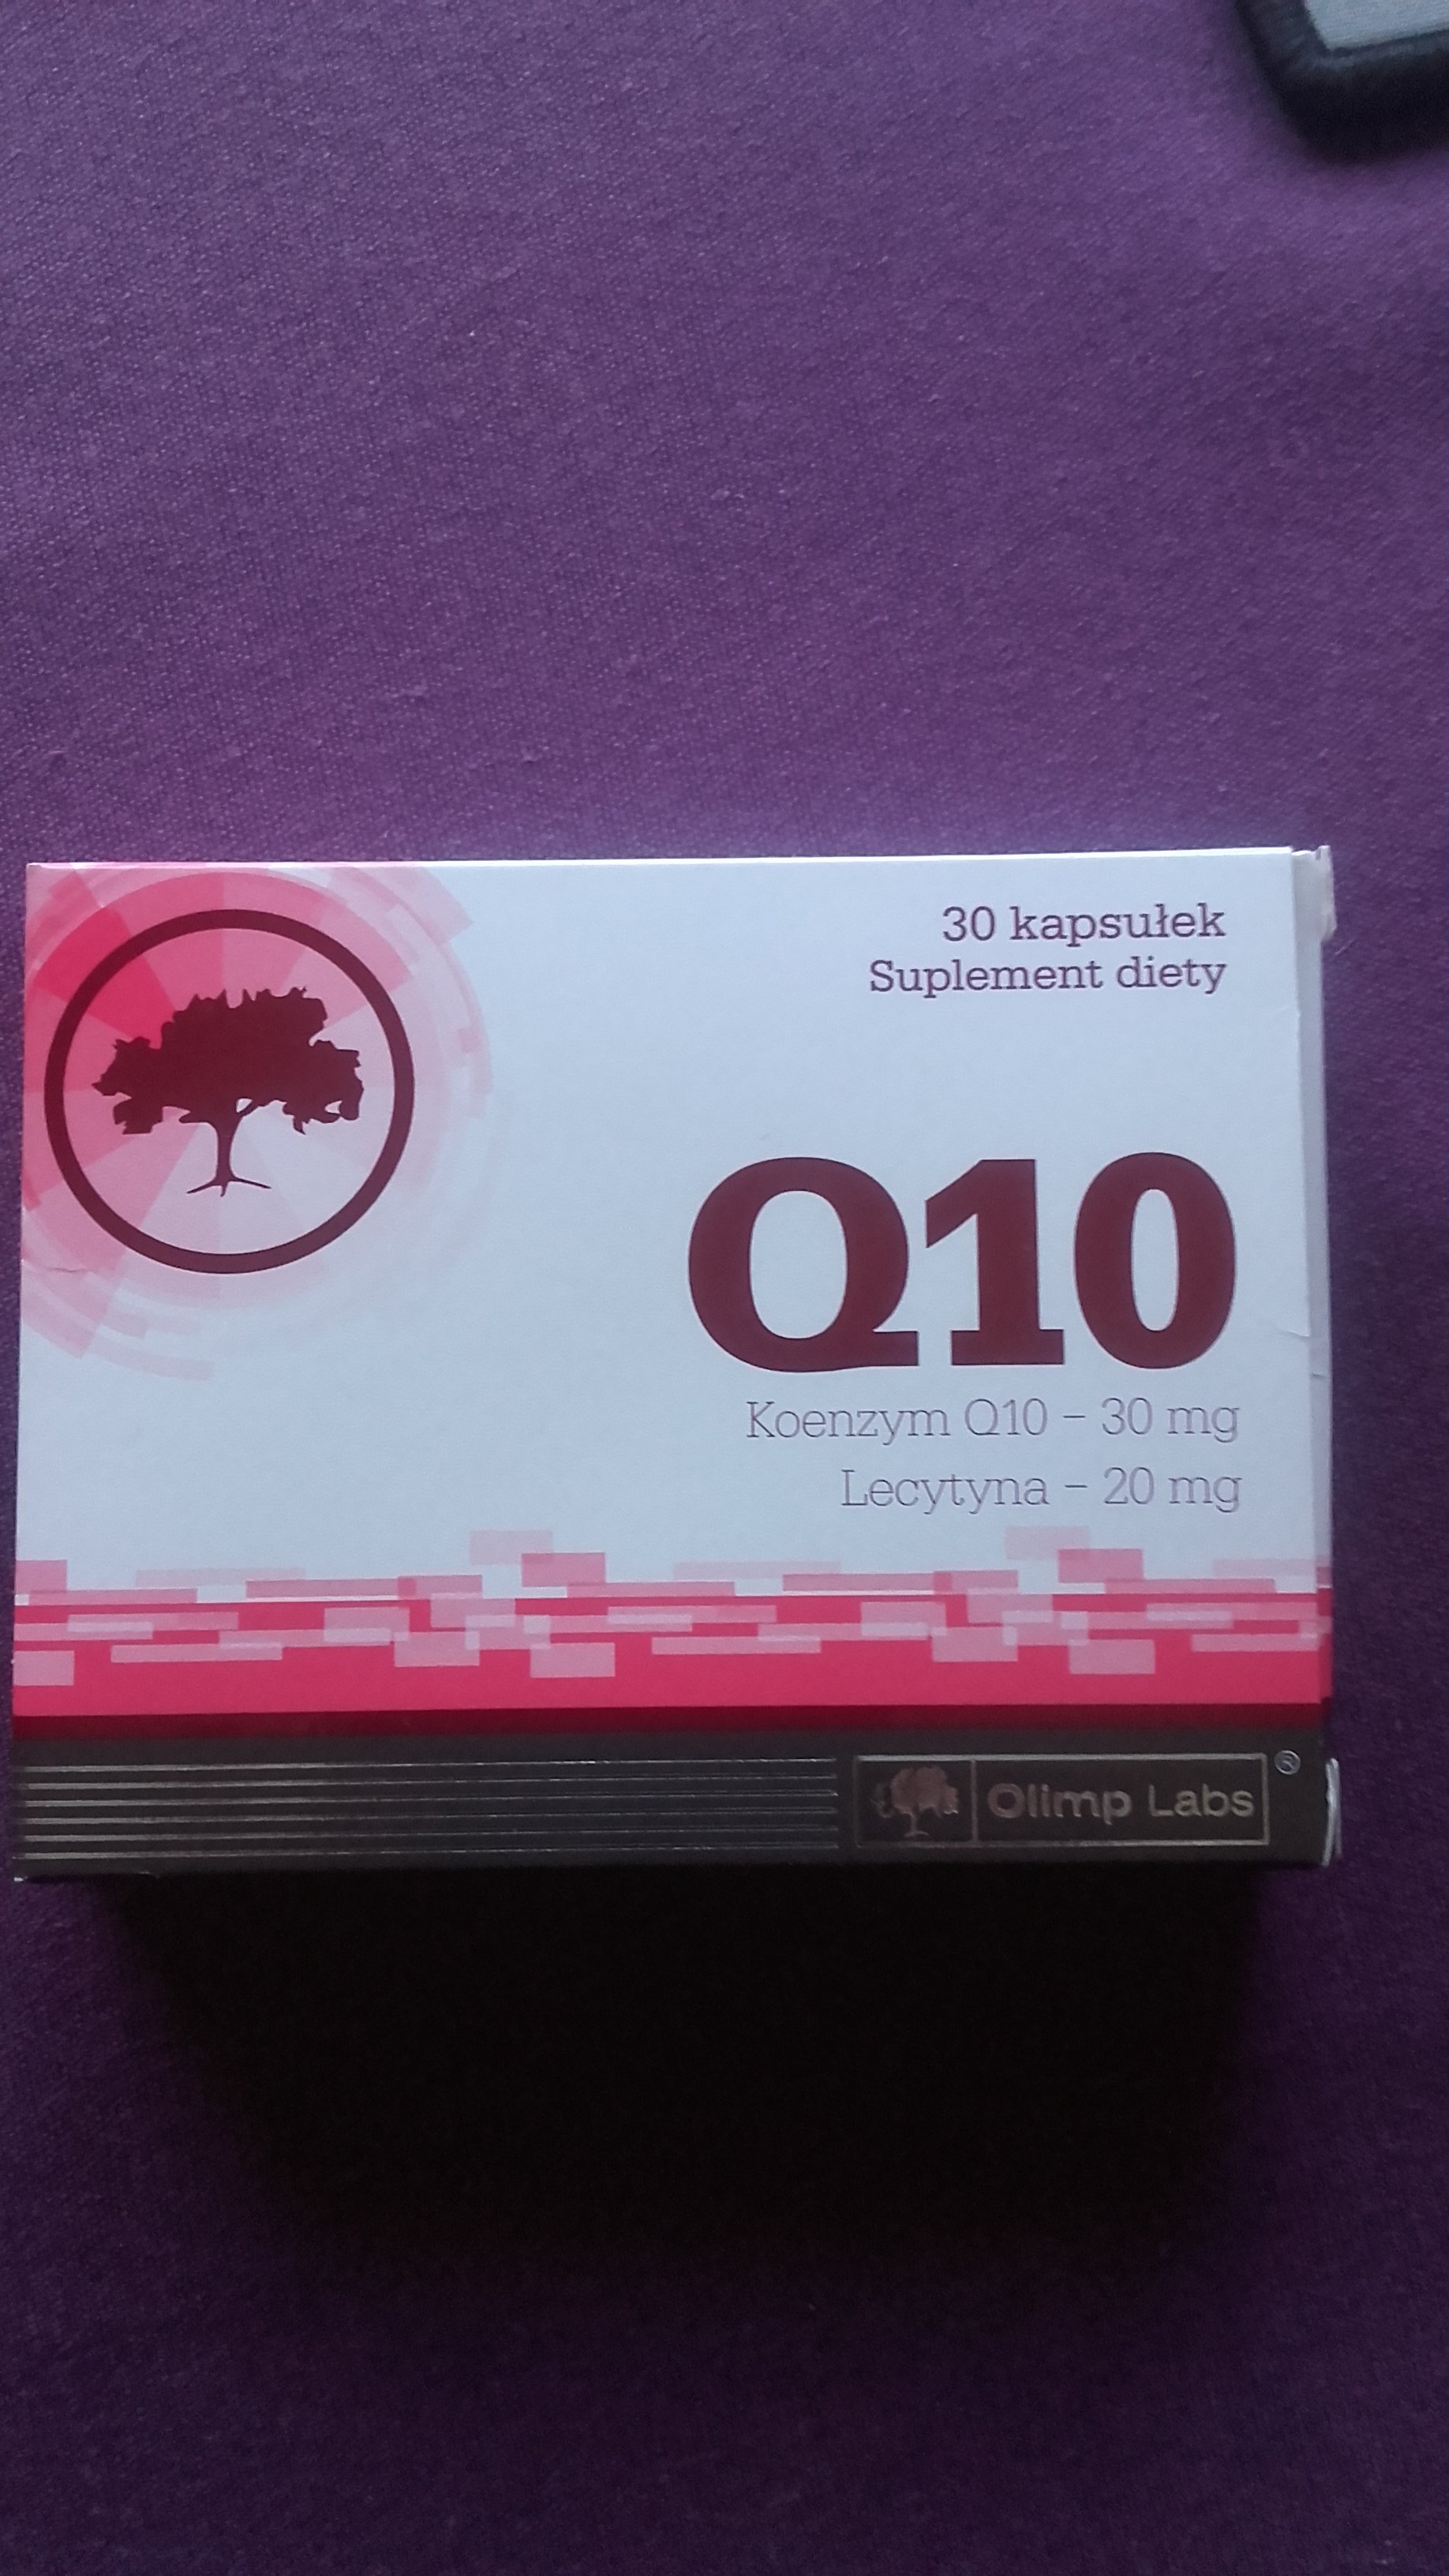 30 kapsułek
Suplement diety
Q10
Koenzym Q10 – 30 mg
Lecytyna – 20 mg
Olimp Labs ®